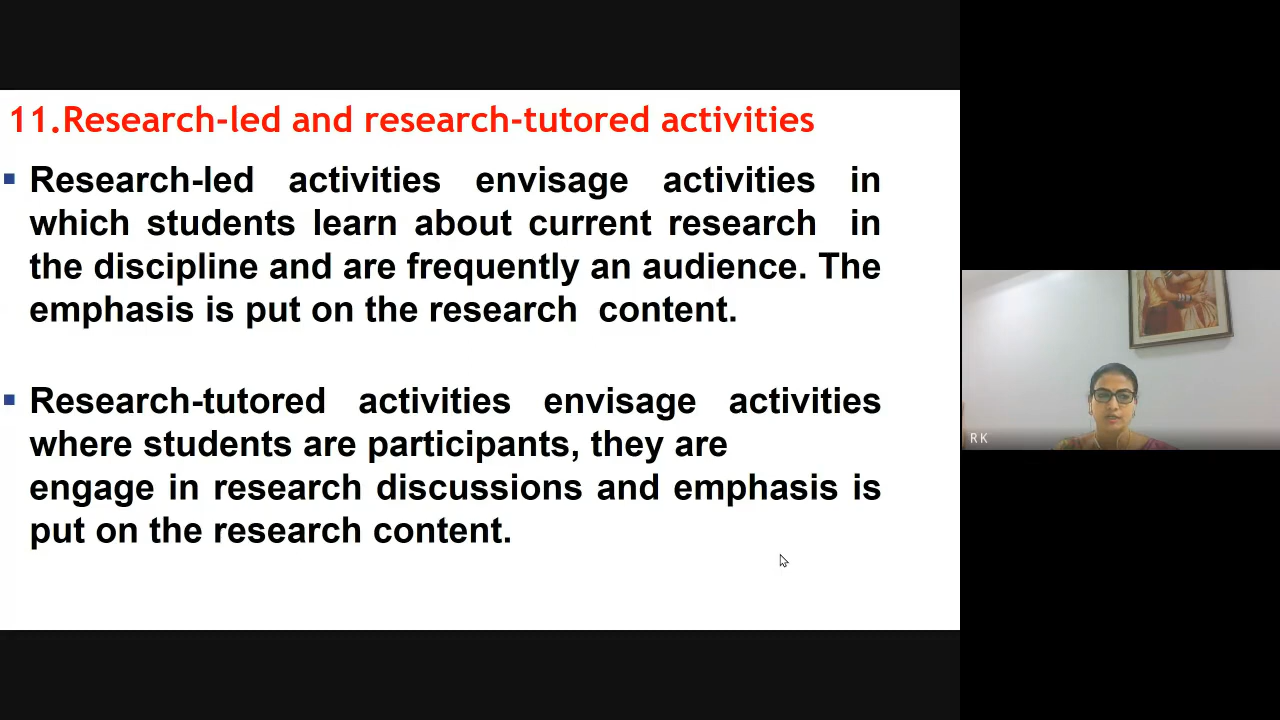 11.Research-led and research-tutored activities
Research-led activities envisage activities in
which students learn about current research in
the discipline and are frequently an audience. The
emphasis is put on the research content.
Research-tutored activities envisage activities
where students are participants, they are
engage in research discussions and emphasis is
put on the research content.
RK